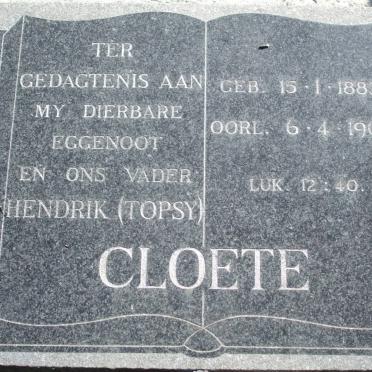 TER
GEDAGTENIS AAN
MY DIERBARE
EGGENOOT
EN ONS VADER
HENDRIK (TOPSY)
GEB. 15·1·188
OORL. 6·4·19
LUK. 12:40.
CLOETE